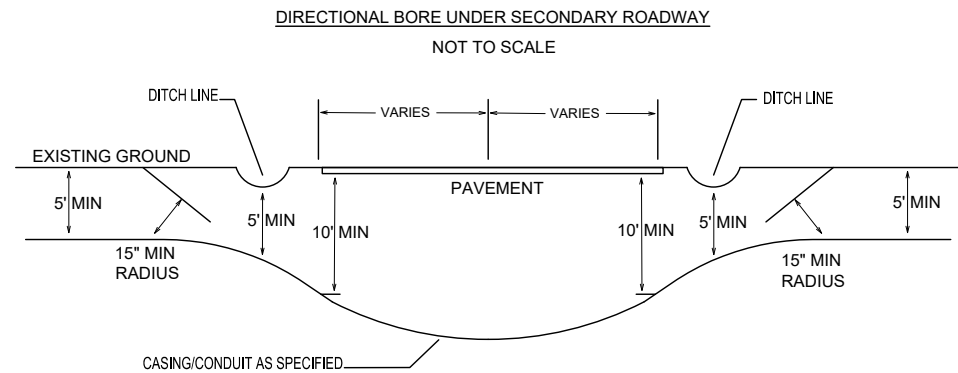 DIRECTIONAL BORE UNDER SECONDARY ROADWAY
NOT TO SCALE
DITCH LINE
VARIES
VARIES
DITCH LINE
EXISTING GROUND
PAVEMENT
5' MIN
5' MIN
10' MIN
10' MIN
5' MIN
5' MIN
15" MIN
RADIUS
15" MIN
RADIUS
CASING/CONDUIT AS SPECIFIED